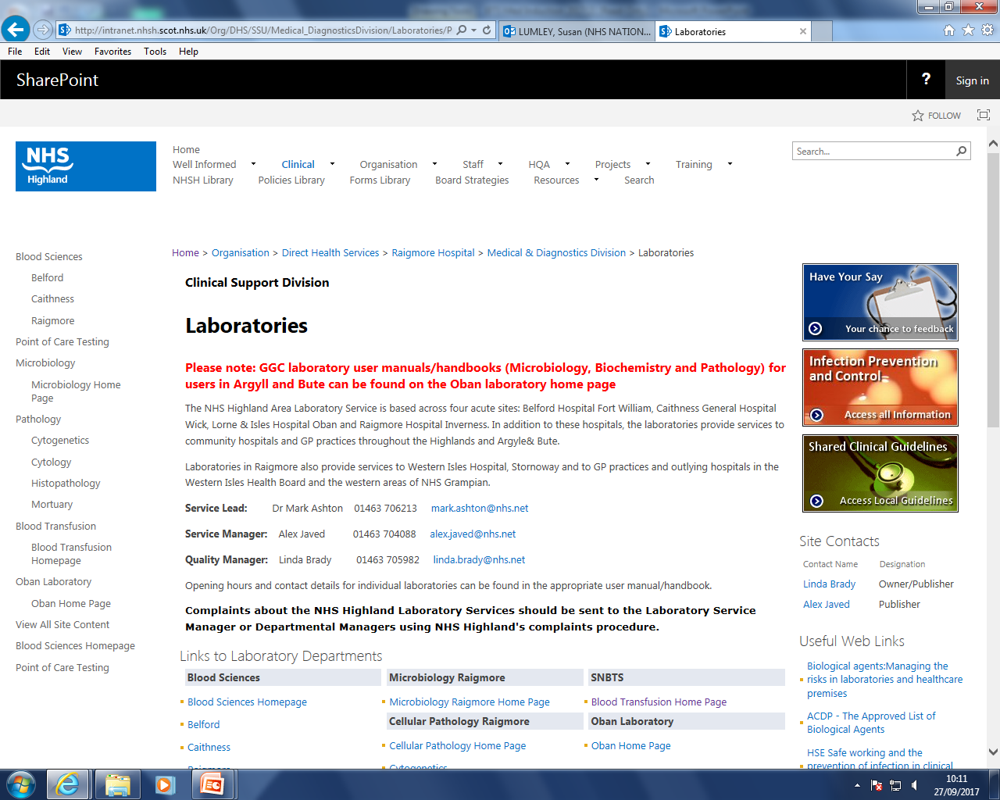 http://intranet.nhsh.scot.nhs.uk/Org/DHS/SSU/Medical_DiagnosticsDivision/Laboratories/P
LUMLEY, Susan (NHS NATION...
Laboratories
File Edit View Favorites Tools Help
SharePoint
? Sign in
FOLLOW
NHS
Highland
Home
Well Informed Clinical Organisation Staff HQA Projects Training
NHSH Library Policies Library Forms Library Board Strategies Resources Search
Search...
Blood Sciences
Belford
Caithness
Raigmore
Point of Care Testing
Microbiology
Microbiology Home
Page
Pathology
Cytogenetics
Cytology
Histopathology
Mortuary
Blood Transfusion
Blood Transfusion
Homepage
Oban Laboratory
Oban Home Page
View All Site Content
Blood Sciences Homepage
Point of Care Testing
Home > Organisation > Direct Health Services > Raigmore Hospital > Medical & Diagnostics Division > Laboratories
Clinical Support Division
Laboratories
Please note: GGC laboratory user manuals/handbooks (Microbiology, Biochemistry and Pathology) for
users in Argyll and Bute can be found on the Oban laboratory home page
The NHS Highland Area Laboratory Service is based across four acute sites: Belford Hospital Fort William, Caithness General Hospital
Wick, Lorne & Isles Hospital Oban and Raigmore Hospital Inverness. In addition to these hospitals, the laboratories provide services to
community hospitals and GP practices throughout the Highlands and Argyle& Bute.
Laboratories in Raigmore also provide services to Western Isles Hospital, Stornoway and to GP practices and outlying hospitals in the
Western Isles Health Board and the western areas of NHS Grampian.
Service Lead: Dr Mark Ashton 01463 706213 mark.ashton@nhs.net
Service Manager: Alex Javed 01463 704088 alex.javed@nhs.net
Quality Manager: Linda Brady 01463 705982 linda.brady@nhs.net
Opening hours and contact details for individual laboratories can be found in the appropriate user manual/handbook.
Complaints about the NHS Highland Laboratory Services should be sent to the Laboratory Service
Manager or Departmental Managers using NHS Highland's complaints procedure.
Links to Laboratory Departments
Blood Sciences
Blood Sciences Homepage
Belford
Caithness
Raigmore
Microbiology Raigmore
Microbiology Raigmore Home Page
Cellular Pathology Raigmore
Cellular Pathology Home Page
Cytogenetics
SNBTS
Blood Transfusion Home Page
Oban Laboratory
Oban Home Page
Have Your Say
Your chance to feedback
Infection Prevention
and Control
Access all Information
Shared Clinical Guidelines
Access Local Guidelines
Site Contacts
Contact Name Designation
Linda Brady Owner/Publisher
Alex Javed Publisher
Useful Web Links
Biological agents:Managing the
risks in laboratories and healthcare
premises
ACDP - The Approved List of
Biological Agents
HSE Safe working and the
prevention of infection in clinical
10:11
27/09/2017